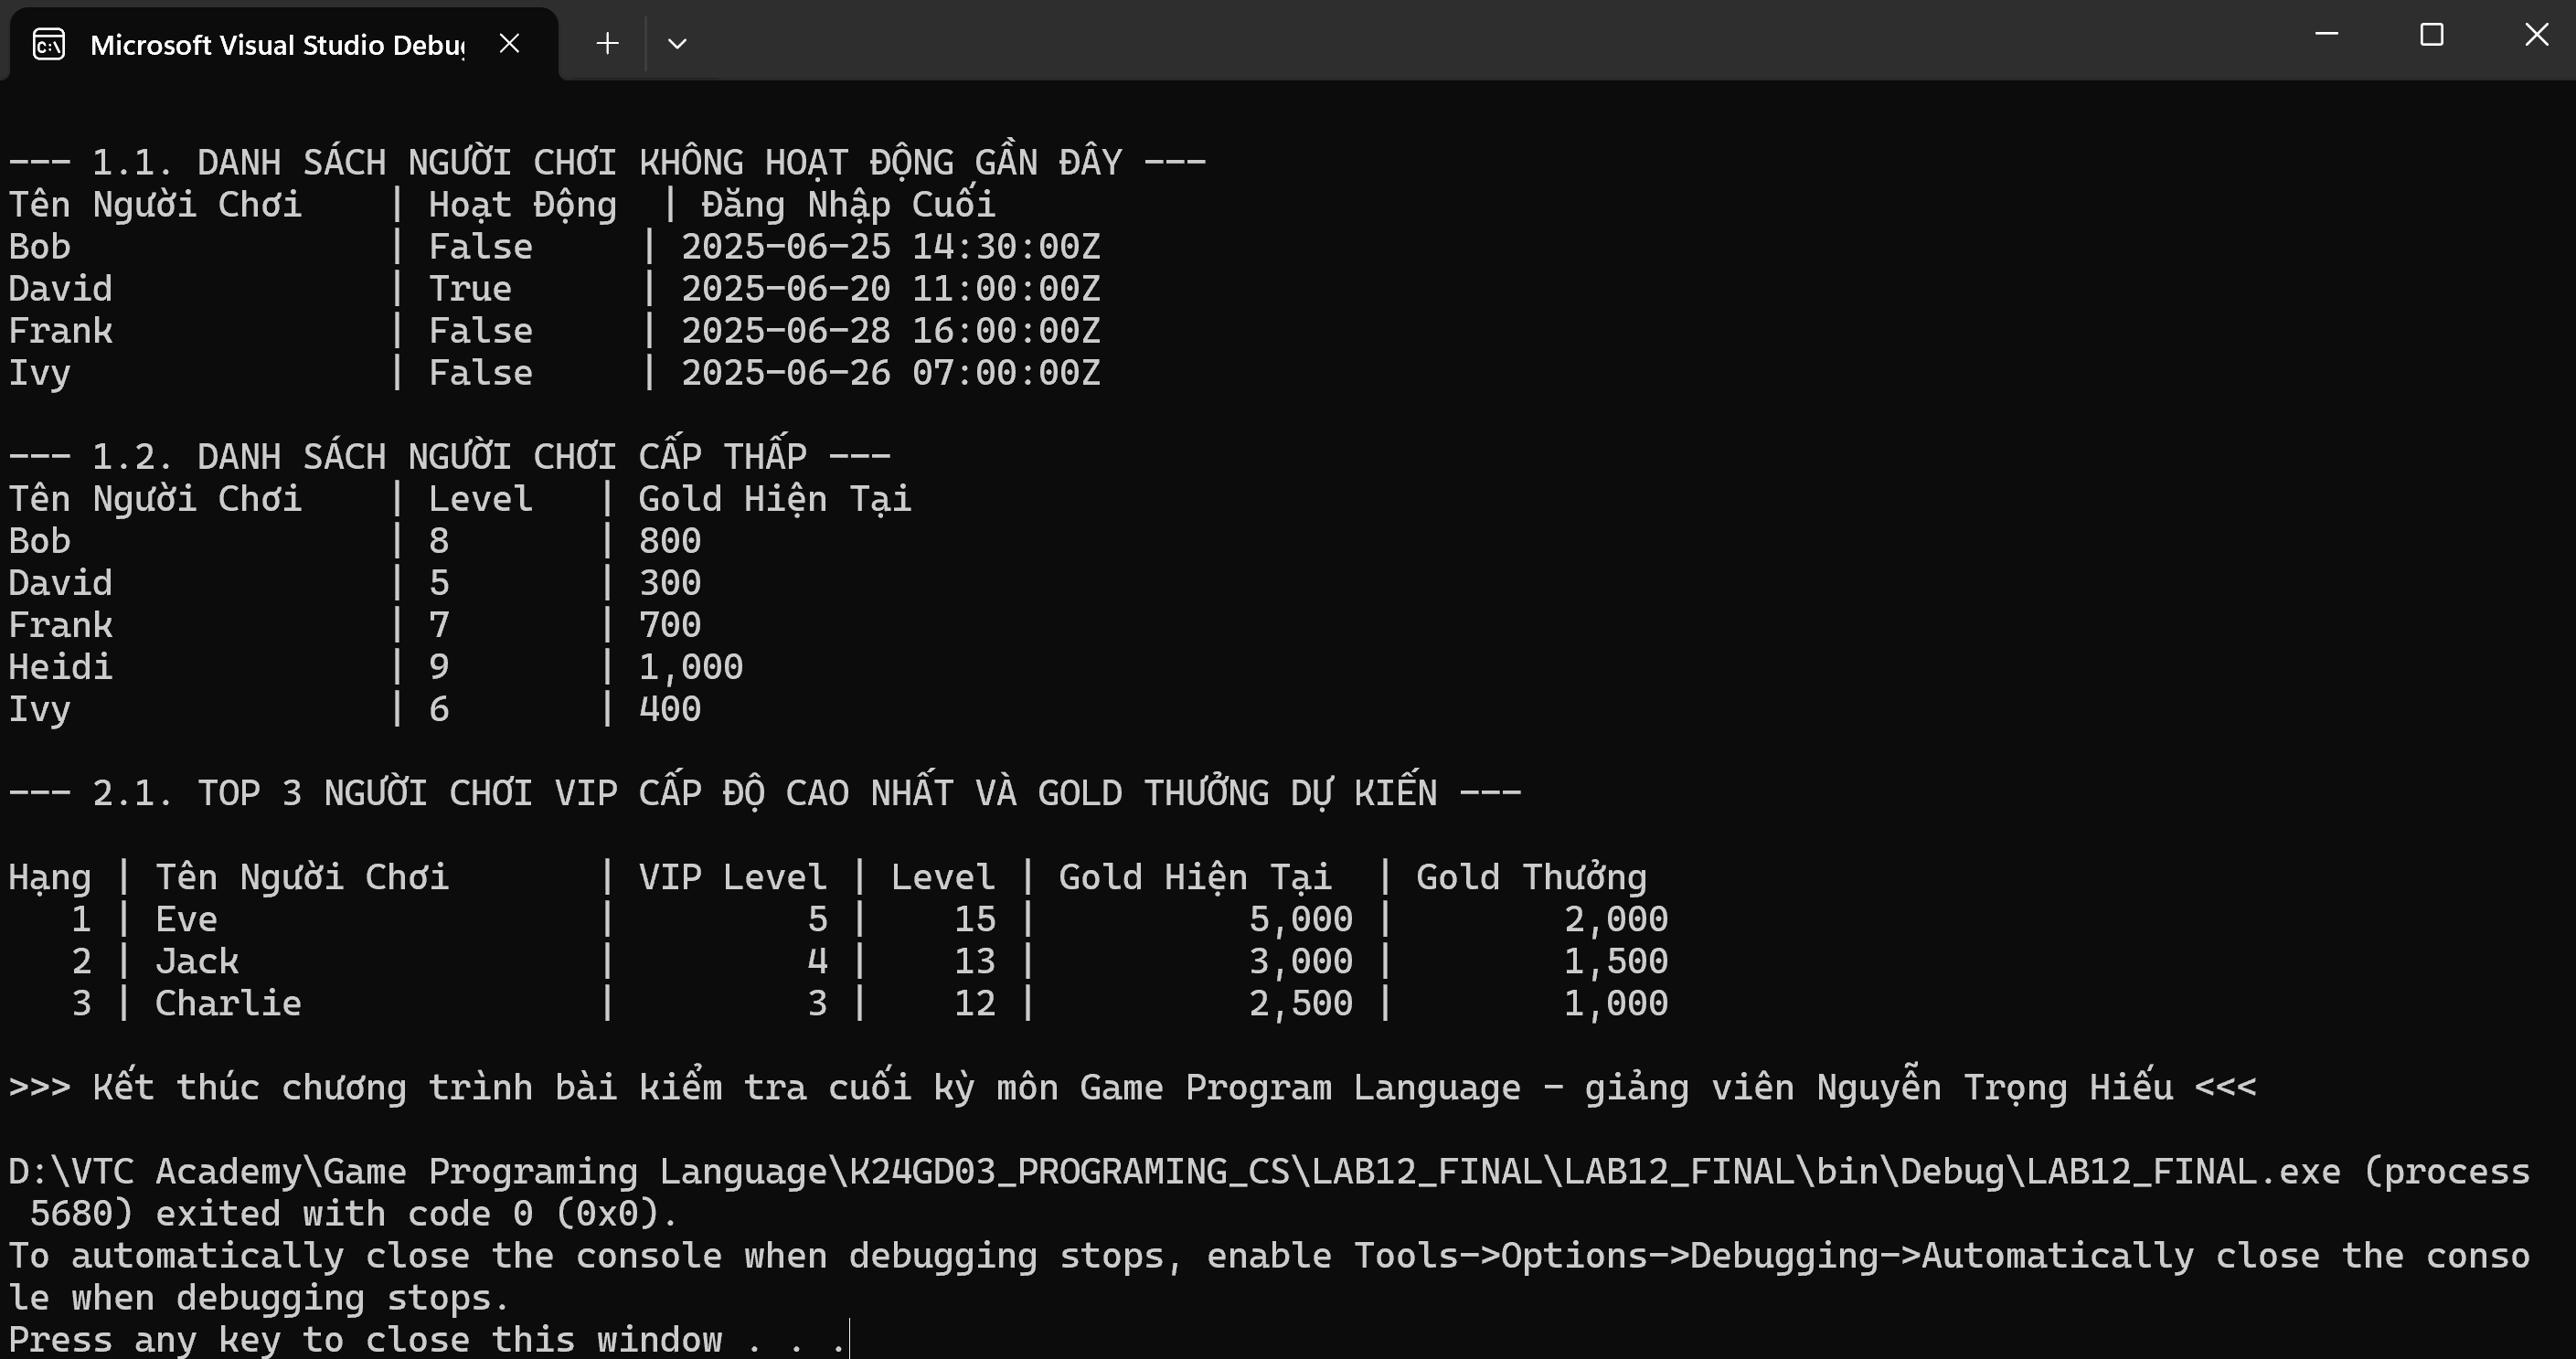 Microsoft Visual Studio Debug
--- 1.1. DANH SÁCH NGƯỜI CHƠI KHÔNG HOẠT ĐỘNG GẦN ĐÂY ---
Tên Người Chơi    | Hoạt Động  | Đăng Nhập Cuối
Bob               | False     | 2025-06-25 14:30:00Z
David             | True      | 2025-06-20 11:00:00Z
Frank             | False     | 2025-06-28 16:00:00Z
Ivy               | False     | 2025-06-26 07:00:00Z
--- 1.2. DANH SÁCH NGƯỜI CHƠI CẤP THẤP ---
Tên Người Chơi    | Level   | Gold Hiện Tại
Bob               | 8       | 800
David             | 5       | 300
Frank             | 7       | 700
Heidi             | 9       | 1,000
Ivy               | 6       | 400
--- 2.1. TOP 3 NGƯỜI CHƠI VIP CẤP ĐỘ CAO NHẤT VÀ GOLD THƯỞNG DỰ KIẾN ---
Hạng | Tên Người Chơi       | VIP Level | Level | Gold Hiện Tại  | Gold Thưởng
   1 | Eve                  |         5 |    15 |          5,000 |        2,000
   2 | Jack                 |         4 |    13 |          3,000 |        1,500
   3 | Charlie              |         3 |    12 |          2,500 |        1,000
>>> Kết thúc chương trình bài kiểm tra cuối kỳ môn Game Program Language - giảng viên Nguyễn Trọng Hiếu <<<
D:\VTC Academy\Game Programing Language\K24GD03_PROGRAMING_CS\LAB12_FINAL\LAB12_FINAL\bin\Debug\LAB12_FINAL.exe (process
 5680) exited with code 0 (0x0).
To automatically close the console when debugging stops, enable Tools->Options->Debugging->Automatically close the conso
le when debugging stops.
Press any key to close this window . . .